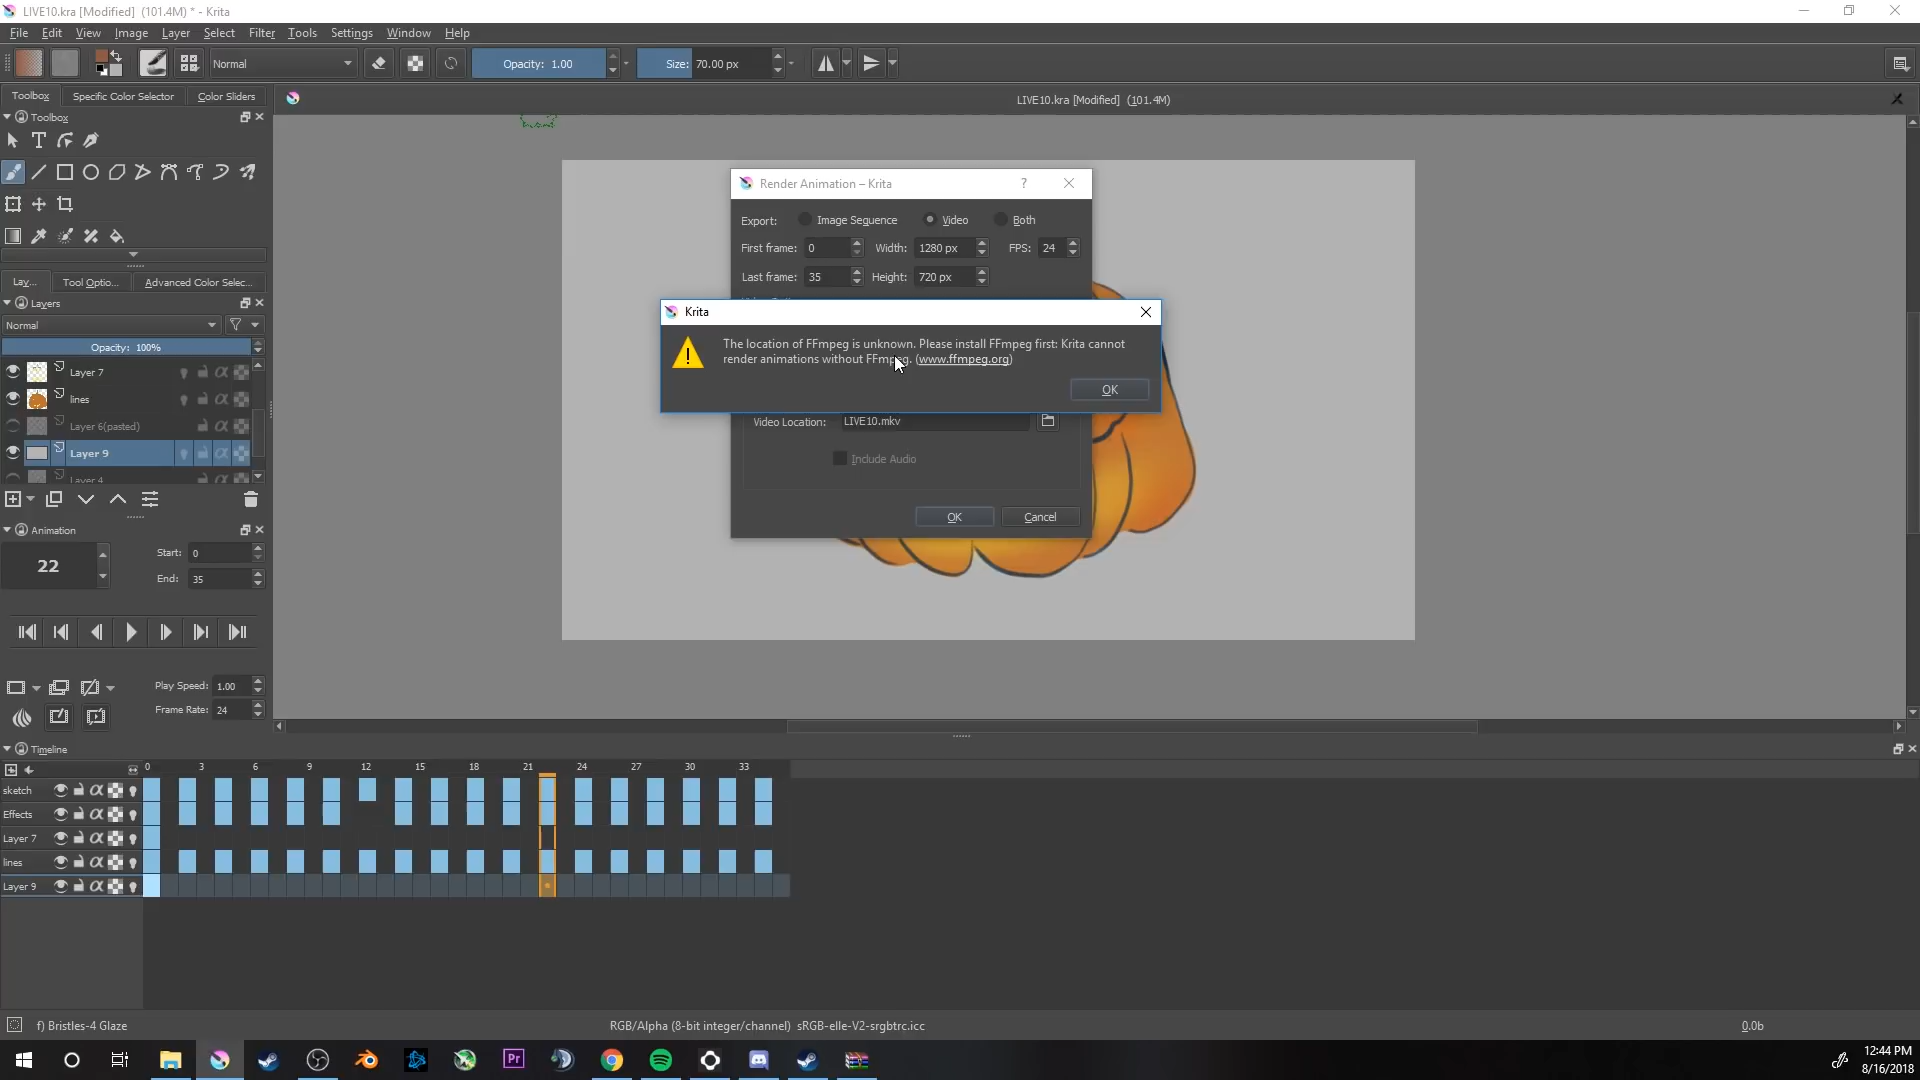 LIVE10.kra [Modified] (101.4M) * - Krita
File Edit View Image Layer Select Filter Tools Settings Window Help
Normal Opacity: 1.00 Size: 70.00 px
Toolbox Specific Color Selector Color Sliders
LIVE10.kra [Modified] (101.4M)
Toolbox
Render Animation – Krita ?
Export: Image Sequence Video Both
First frame: 0 Width: 1280 px FPS: 24
Last frame: 35 Height: 720 px
Lay... Tool Optio... Advanced Color Selec...
Layers
Krita
Normal
The location of FFmpeg is unknown. Please install FFmpeg first: Krita cannot
render animations without FFmpeg. (www.ffmpeg.org)
OK
Opacity: 100%
Layer 7
lines
Layer 6(pasted)
Layer 9
Layer 4
Video Location: LIVE10.mkv
Include Audio
OK Cancel
Animation
22
Start: 0
End: 35
Play Speed: 1.00
Frame Rate: 24
Timeline
0 3 6 9 12 15 18 21 24 27 30 33
sketch
Effects
Layer 7
lines
Layer 9
f) Bristles-4 Glaze
RGB/Alpha (8-bit integer/channel) sRGB-elle-V2-srgbtrc.icc
0.0b
Pr
12:44 PM
8/16/2018